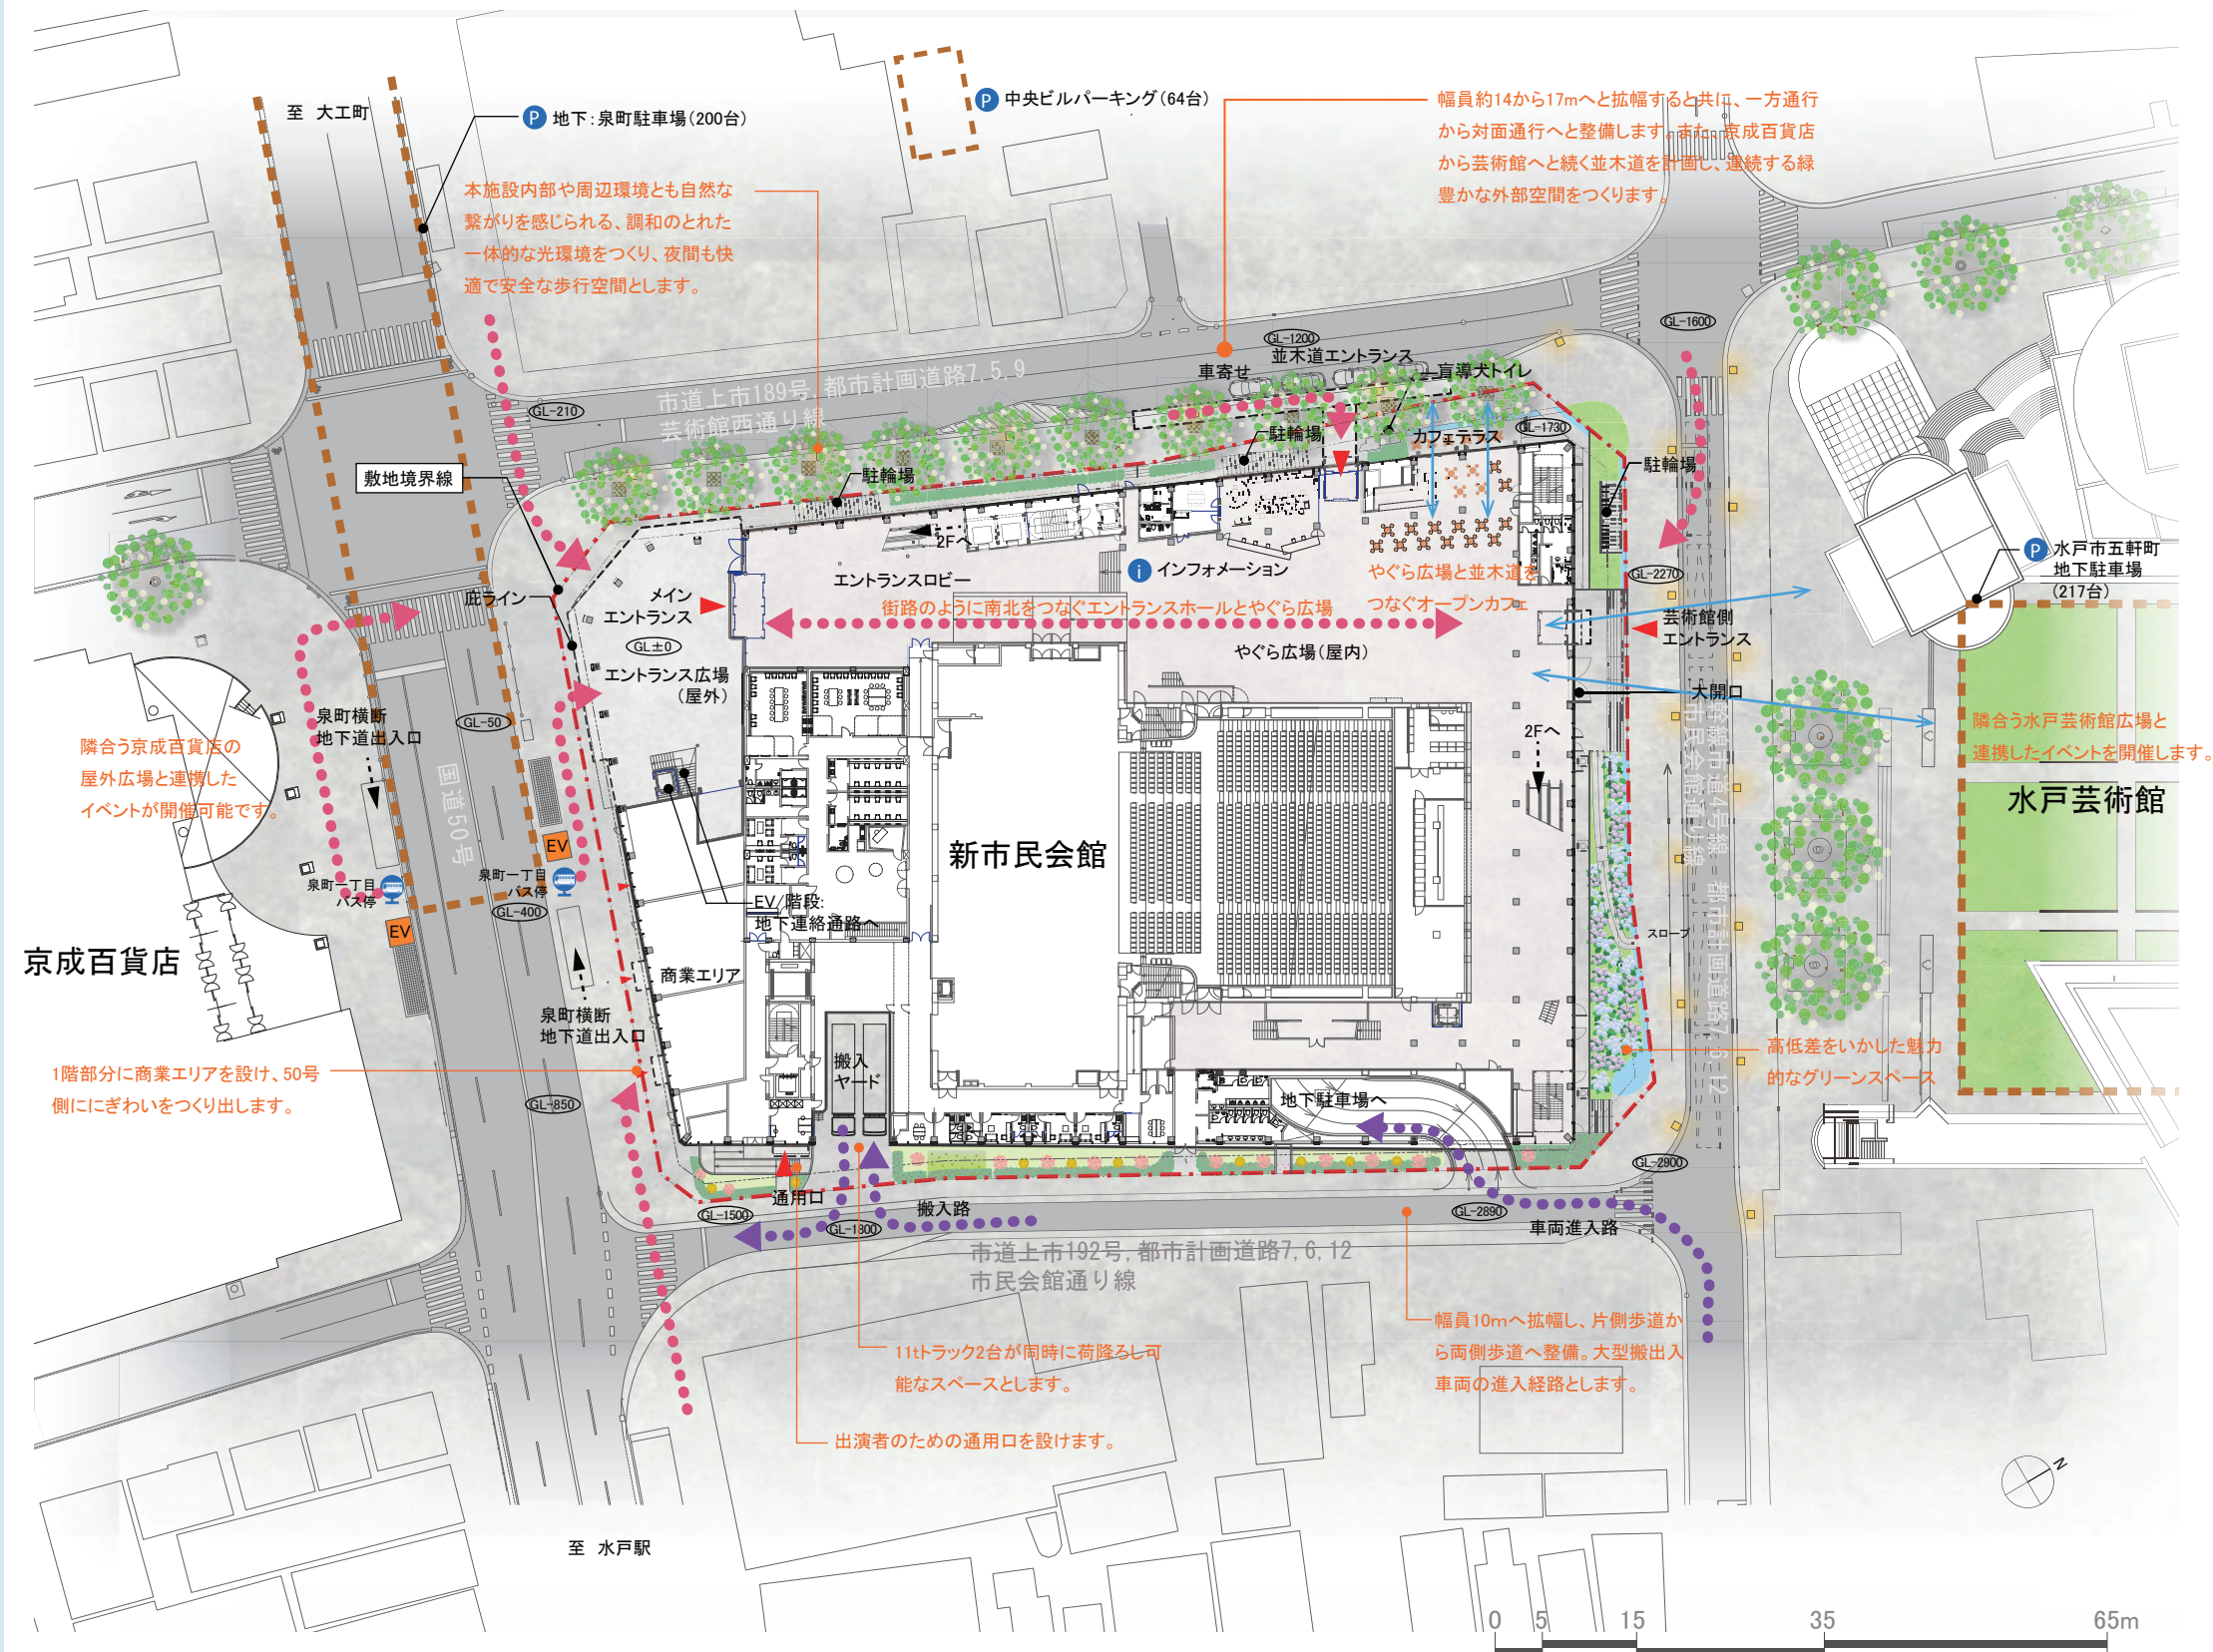 至 大工町
P 地下：泉町駐車場（200台）
P 中央ビルパーキング（64台）
幅員約14から17mへと拡幅すると共に、一方通行
から対面通行へと整備します。また、京成百貨店
から芸術館へと続く並木道を計画し、連続する緑
豊かな外部空間をつくります。
本施設内部や周辺環境とも自然な
繋がりを感じられる、調和のとれた
一体的な光環境をつくり、夜間も快
適で安全な歩行空間とします。
GL-1600
GL-1200
並木道エントランス
車寄せ
盲導犬トイレ
市道上市189号,都市計画道路7,5,9
芸術館西通り線
GL-210
GL-1730
駐輪場
カフェテラス
敷地境界線
駐輪場
駐輪場
2Fへ
i インフォメーション
エントランスロビー
P 水戸市五軒町
地下駐車場
（217台）
GL-2270
やぐら広場と並木道を
つなぐオープンカフェ
庇ライン
メイン
エントランス
街路のように南北をつなぐエントランスホールとやぐら広場
芸術館側
エントランス
GL±0
やぐら広場（屋内）
エントランス広場
（屋外）
大開口
泉町横断
地下道出入口
GL-50
2Fへ
隣合う水戸芸術館広場と
連携したイベントを開催します。
水戸芸術館
隣合う京成百貨店の
屋外広場と連携した
イベントが開催可能です。
国道50号
幹線市道4号線 都市計画道路7,6,12
市民会館通り線
EV
新市民会館
泉町一丁目
バス停
泉町一丁目
バス停
GL-400
EV
EV/階段:
地下連絡通路へ
スロープ
京成百貨店
商業エリア
泉町横断
地下道出入口
搬入
ヤード
高低差をいかした魅力
的なグリーンスペース
1階部分に商業エリアを設け、50号
側ににぎわいをつくり出します。
GL-850
地下駐車場へ
GL-2900
通用口
搬入路
GL-1500
GL-1800
GL-2890
車両進入路
市道上市192号,都市計画道路7,6,12
市民会館通り線
幅員10mへ拡幅し、片側歩道か
ら両側歩道へ整備。大型搬出入
車両の進入経路とします。
11tトラック2台が同時に荷降ろし可
能なスペースとします。
出演者のための通用口を設けます。
N
至 水戸駅
0 5 15 35 65m